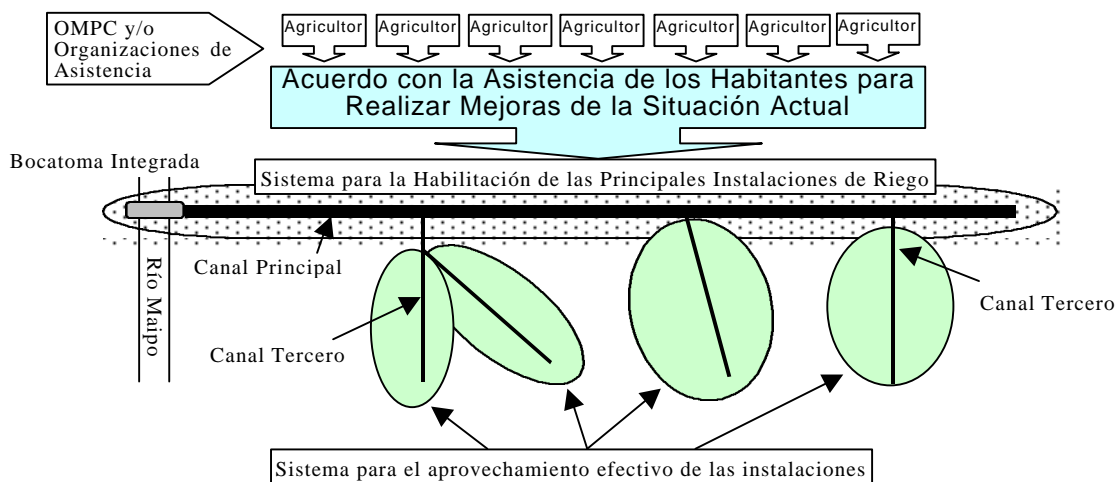 OMPC y/o
Organizaciones de
Asistencia
Agricultor Agricultor Agricultor Agricultor Agricultor Agricultor Agricultor
Acuerdo con la Asistencia de los Habitantes para
Realizar Mejoras de la Situación Actual
Bocatoma Integrada
Sistema para la Habilitación de las Principales Instalaciones de Riego
Canal Principal
Río Maipo
Canal Tercero
Canal Tercero
Sistema para el aprovechamiento efectivo de las instalaciones